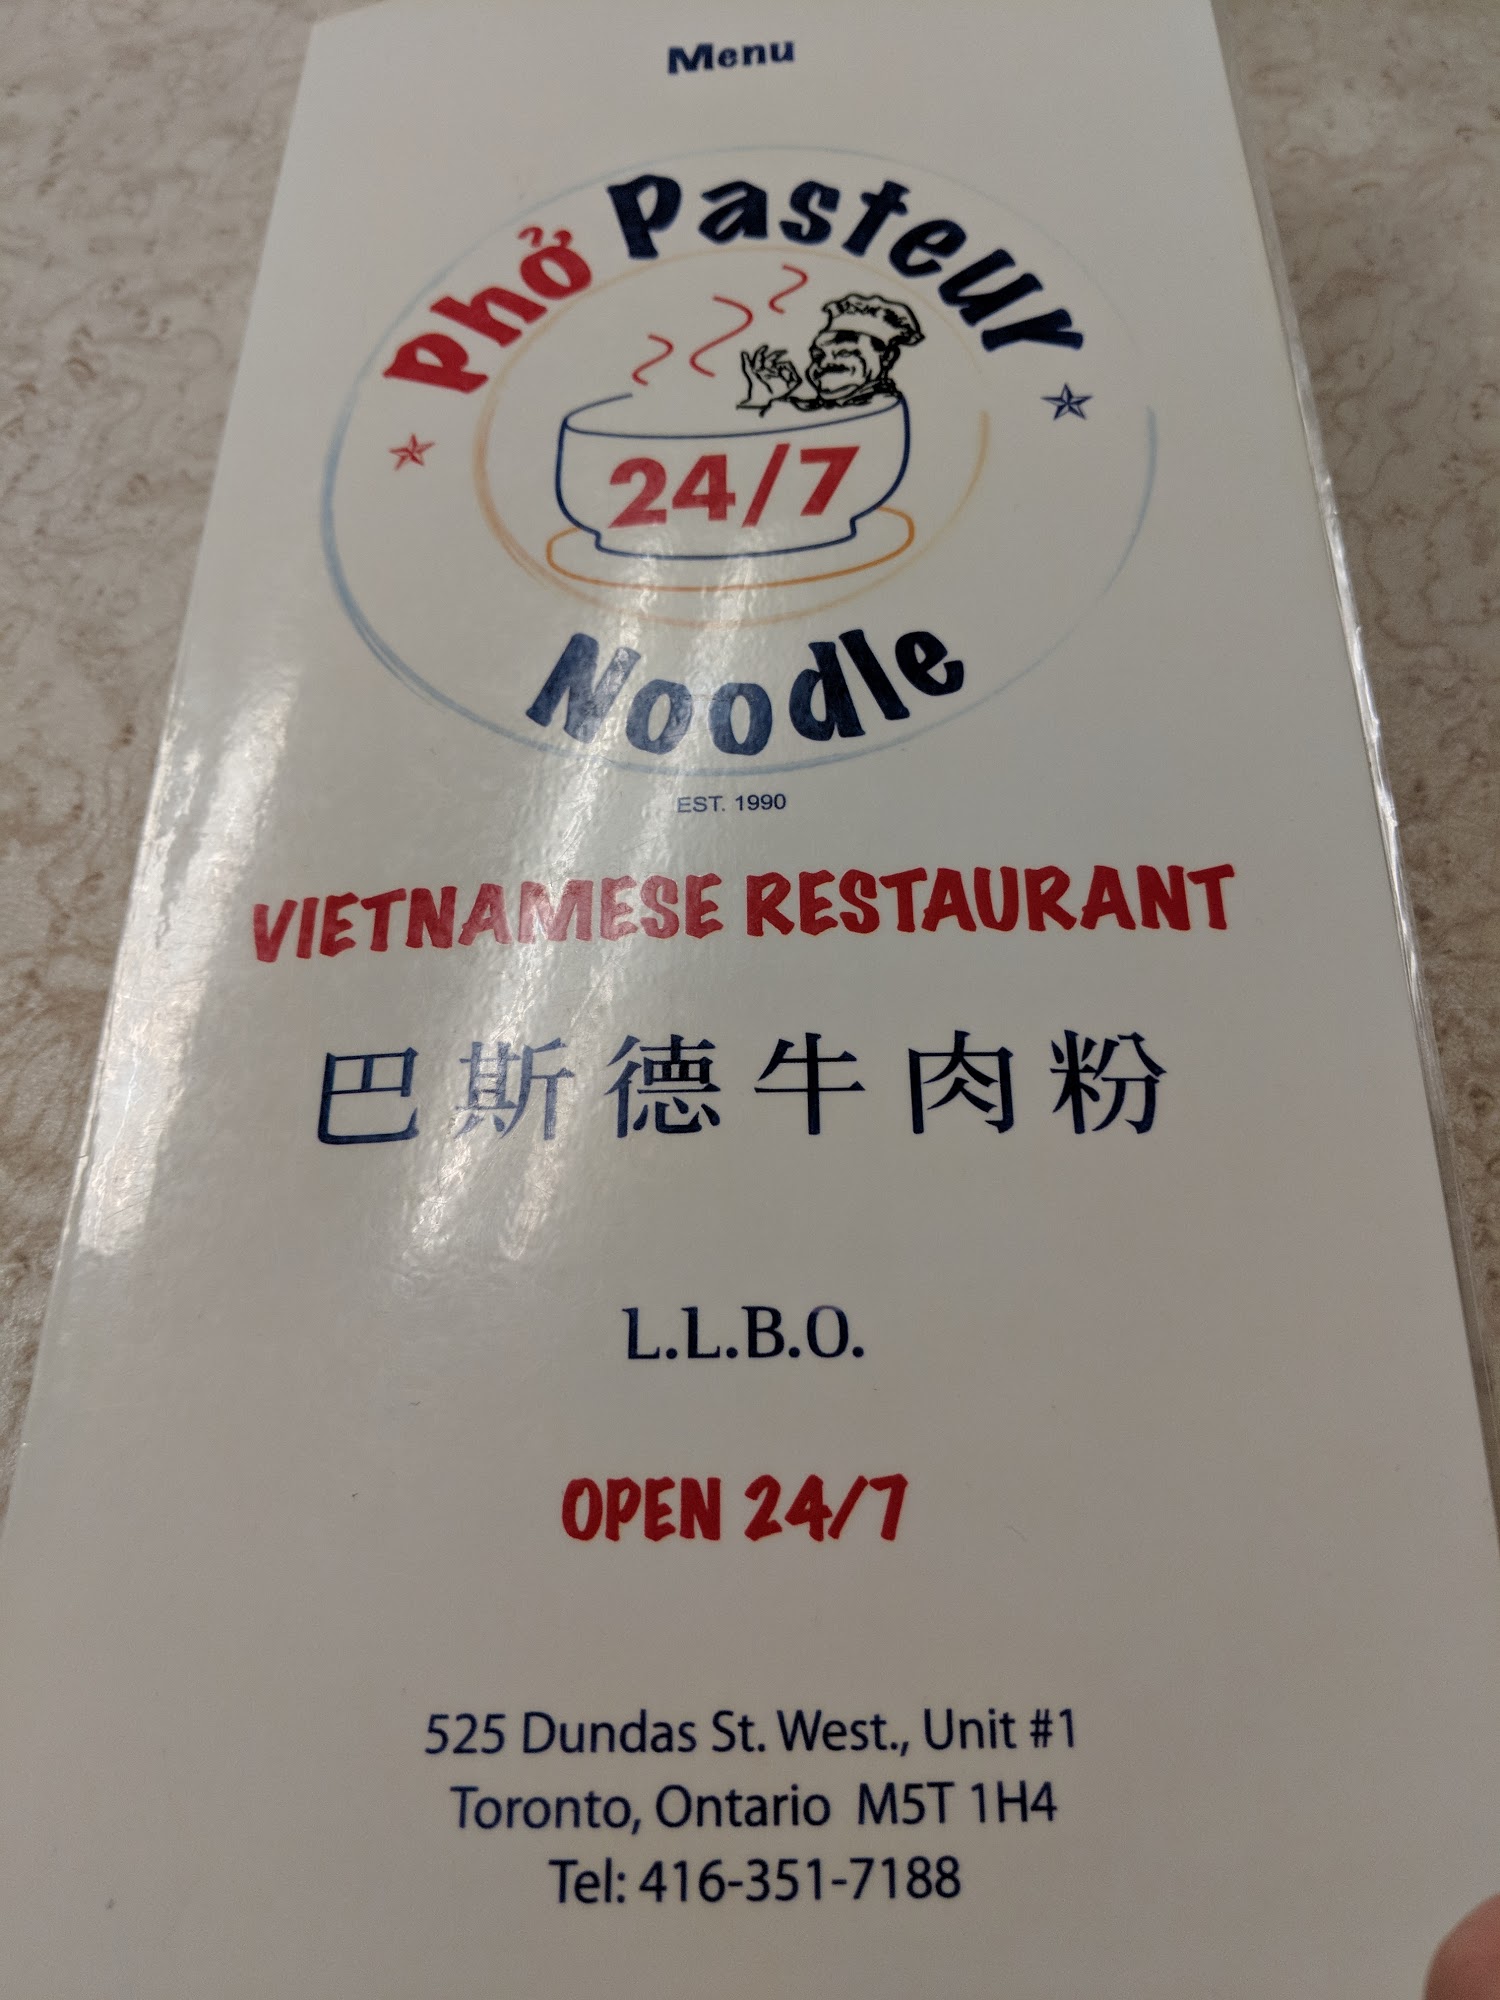 Menu
Phở Pasteur
24/7
Noodle
EST. 1990
VIETNAMESE RESTAURANT
巴斯德牛肉粉
L.L.B.O.
OPEN 24/7
525 Dundas St. West., Unit #1
Toronto, Ontario M5T 1H4
Tel: 416-351-7188